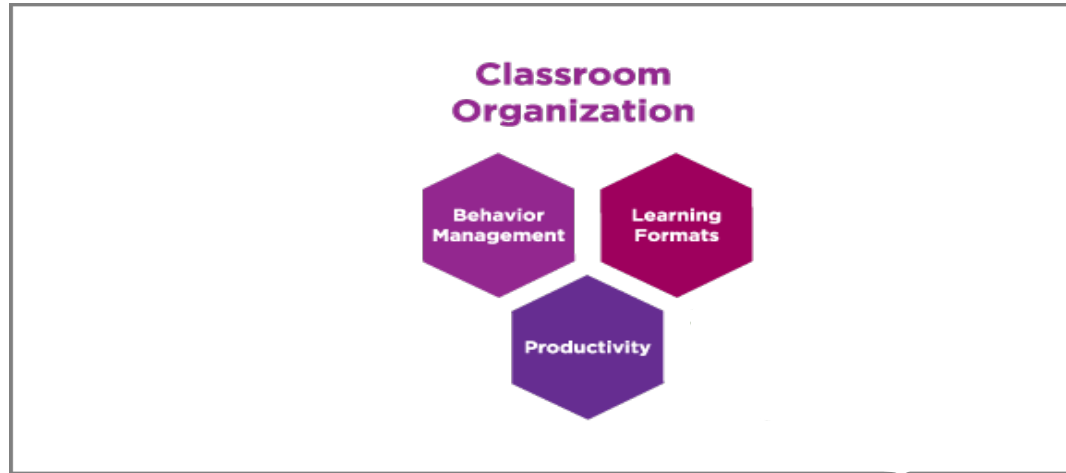 Classroom
Organization
Behavior
Management
Learning
Formats
Productivity